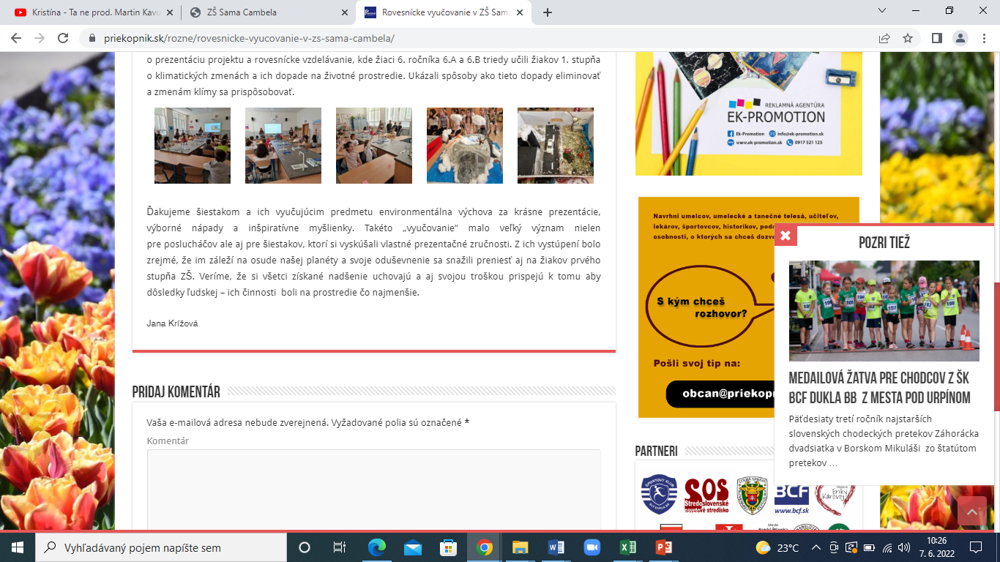 Kristína - Ta ne prod. Martin Kavu
ZŠ Sama Cambela
Rovesnícke vyučovanie v ZŠ Sam
priekopnik.sk/rozne/rovesnicke-vyucovanie-v-zs-sama-cambela/
o prezentáciu projektu a rovesnícke vzdelávanie, kde žiaci 6. ročníka 6.A a 6.B triedy učili žiakov 1. stupňa
o klimatických zmenách a ich dopade na životné prostredie. Ukázali spôsoby ako tieto dopady eliminovať
a zmenám klímy sa prispôsobovať.
Ďakujeme šiestakom a ich vyučujúcim predmetu environmentálna výchova za krásne prezentácie,
výborné nápady a inšpiratívne myšlienky. Takéto „vyučovanie“ malo veľký význam nielen
pre poslucháčov ale aj pre šiestakov, ktorí si vyskúšali vlastné prezentačné zručnosti. Z ich vystúpení bolo
zrejmé, že im záleží na osude našej planéty a svoje oduševnenie sa snažili preniesť aj na žiakov prvého
stupňa ZŠ. Veríme, že si všetci získané nadšenie uchovajú a aj svojou troškou prispejú k tomu aby
dôsledky ľudskej – ich činnosti  boli na prostredie čo najmenšie.
Jana Krížová
PRIDAJ KOMENTÁR
Vaša e-mailová adresa nebude zverejnená. Vyžadované polia sú označené *
Komentár
REKLAMNÁ AGENTÚRA
EK-PROMOTION
Ek-Promotion info@ek-promotion.sk
www.ek-promotion.sk 0917 521 125
Navrhni umelcov, umelecké a tanečné telesá, učiteľov,
lekárov, športovcov, historikov, pod
osobnosti, o ktorých sa chceš dozve
S kým chceš
rozhovor?
Pošli svoj tip na:
obcan@priekopn
PARTNERI
SOS
Stredoslovenské
osvetové stredisko
BCF
www.bcf.sk
POZRI TIEŽ
MEDAILOVÁ ŽATVA PRE CHODCOV Z ŠK
BCF DUKLA BB  Z MESTA POD URPÍNOM
Päťdesiaty tretí ročník najstarších
slovenských chodeckých pretekov Záhorácka
dvadsiatka v Borskom Mikuláši  zo štatútom
pretekov …
Vyhľadávaný pojem napíšte sem
23°C
10:26
7. 6. 2022